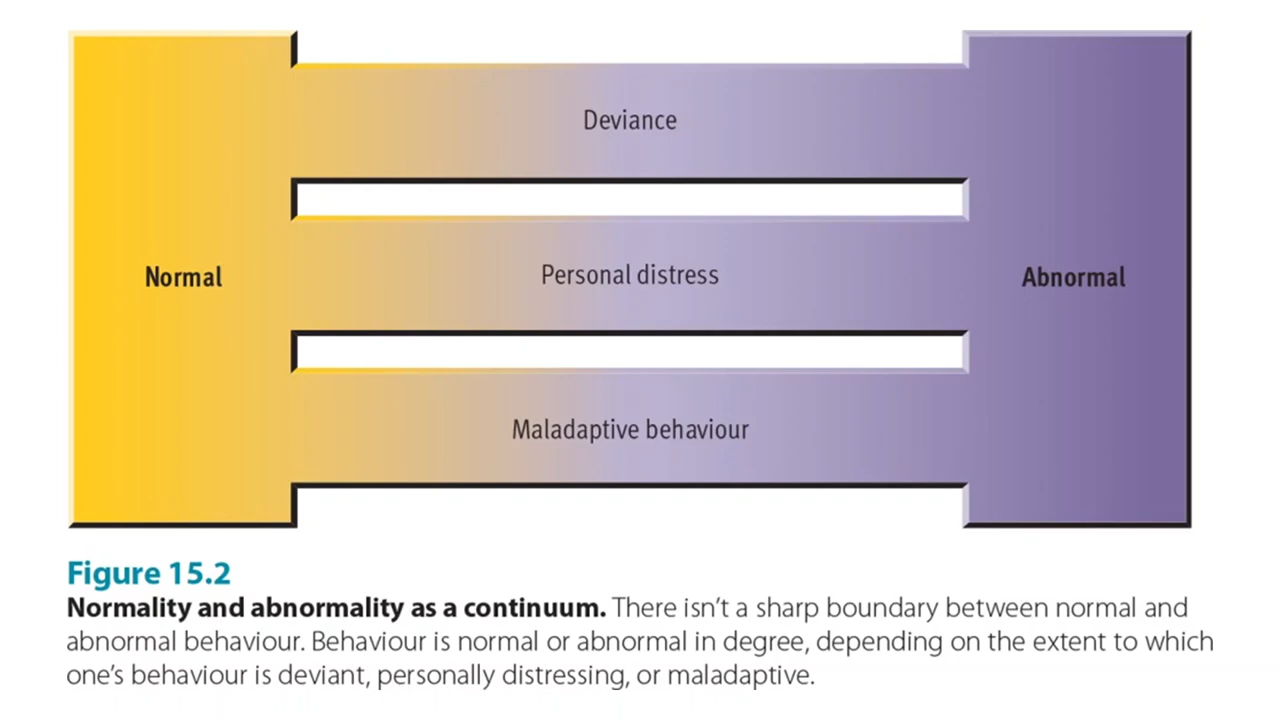 Deviance
Normal
Personal distress
Abnormal
Maladaptive behaviour
Figure 15.2
Normality and abnormality as a continuum. There isn’t a sharp boundary between normal and
abnormal behaviour. Behaviour is normal or abnormal in degree, depending on the extent to which
one’s behaviour is deviant, personally distressing, or maladaptive.